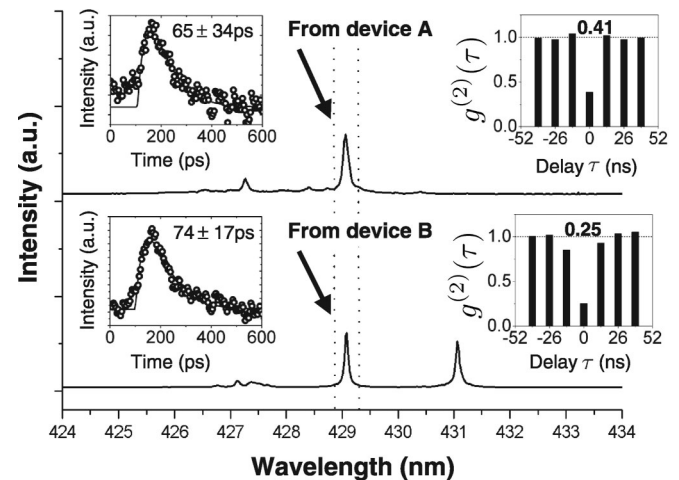 Intensity (a.u.)
Intensity (a.u.)
65 ± 34ps
0 200 400 600
Time (ps)
From device A
g(2)(τ)
1.0
0.5
0.0
0.41
-52 -26 0 26 52
Delay τ (ns)
Intensity (a.u.)
74 ± 17ps
0 200 400 600
Time (ps)
From device B
g(2)(τ)
1.0
0.5
0.0
0.25
-52 -26 0 26 52
Delay τ (ns)
424 425 426 427 428 429 430 431 432 433 434
Wavelength (nm)